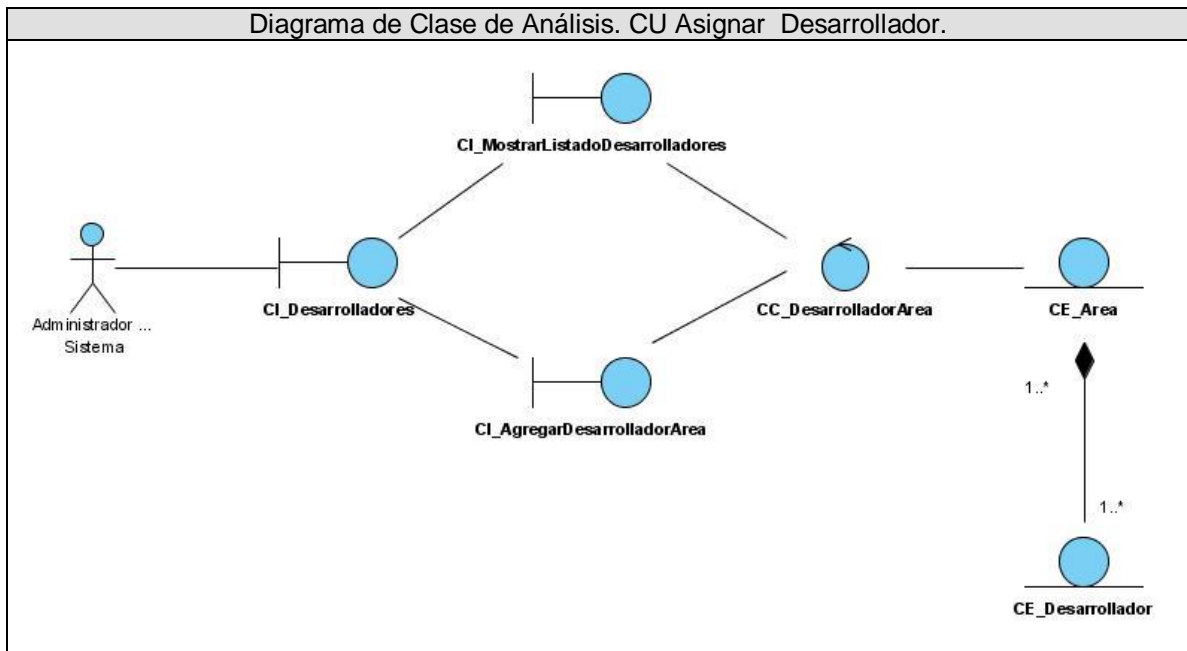 Diagrama de Clase de Análisis. CU Asignar Desarrollador.
CI_MostrarListadoDesarrolladores
Administrador ...
Sistema
CI_Desarrolladores
CC_DesarrolladorArea
CE_Area
1..*
CI_AgregarDesarrolladorArea
1..*
CE_Desarrollador